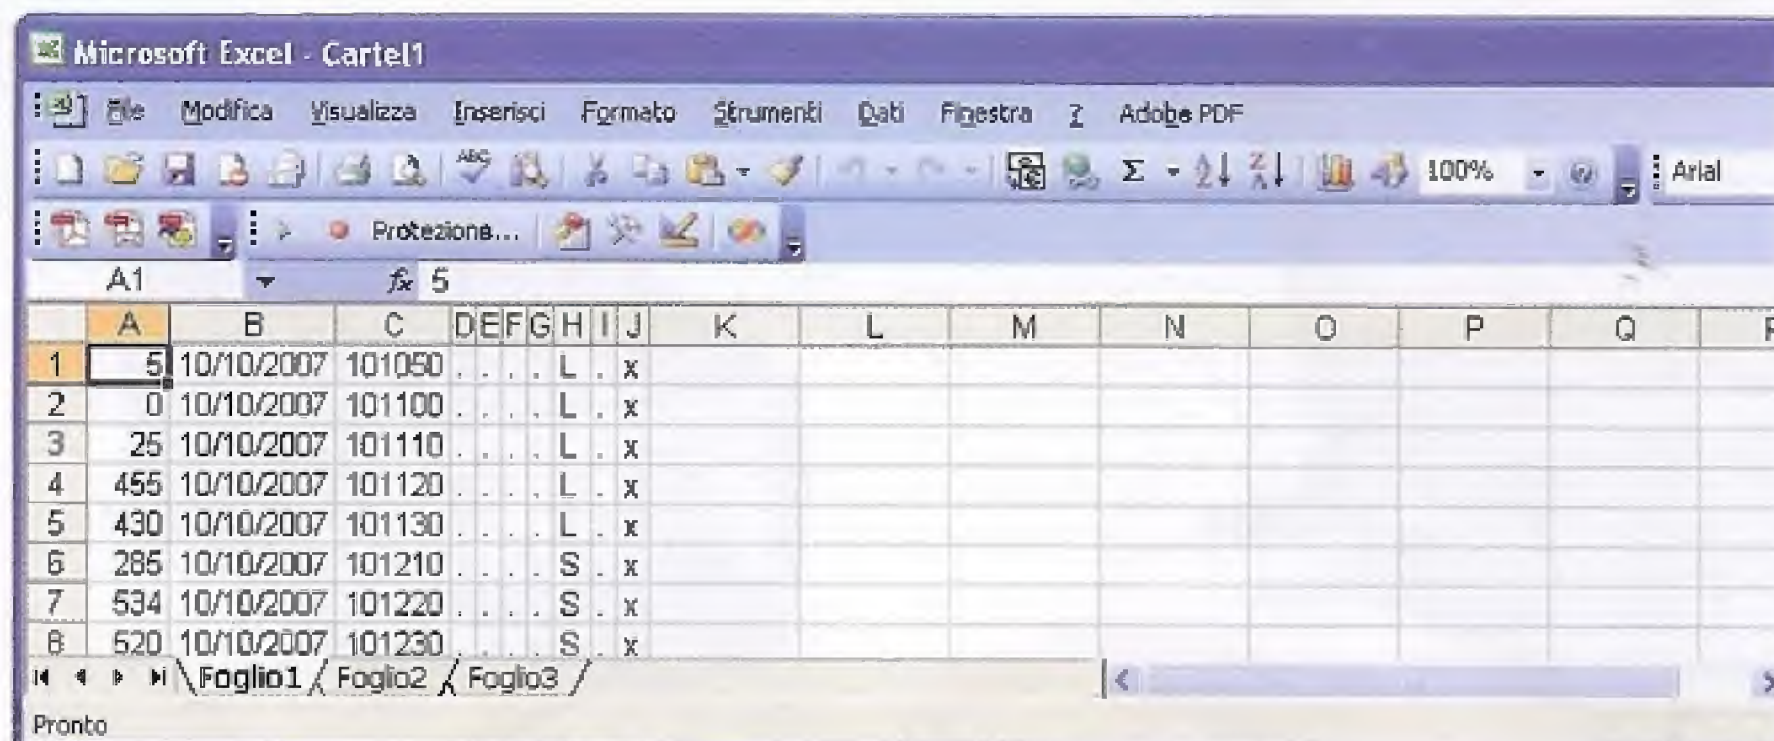 Microsoft Excel - Cartel1
File Modifica Visualizza Inserisci Formato Strumenti Dati Finestra ? Adobe PDF
ABC Σ 100% Arial
Protezione...
A1 fx 5
A B C D E F G H I J K L M N O P Q
1 5 10/10/2007 101050 . . . . L . x
2 0 10/10/2007 101100 . . . . L . x
3 25 10/10/2007 101110 . . . . L . x
4 455 10/10/2007 101120 . . . . L . x
5 430 10/10/2007 101130 . . . . L . x
6 285 10/10/2007 101210 . . . . S . x
7 534 10/10/2007 101220 . . . . S . x
8 520 10/10/2007 101230 . . . . S . x
Foglio1 Foglio2 Foglio3
Pronto